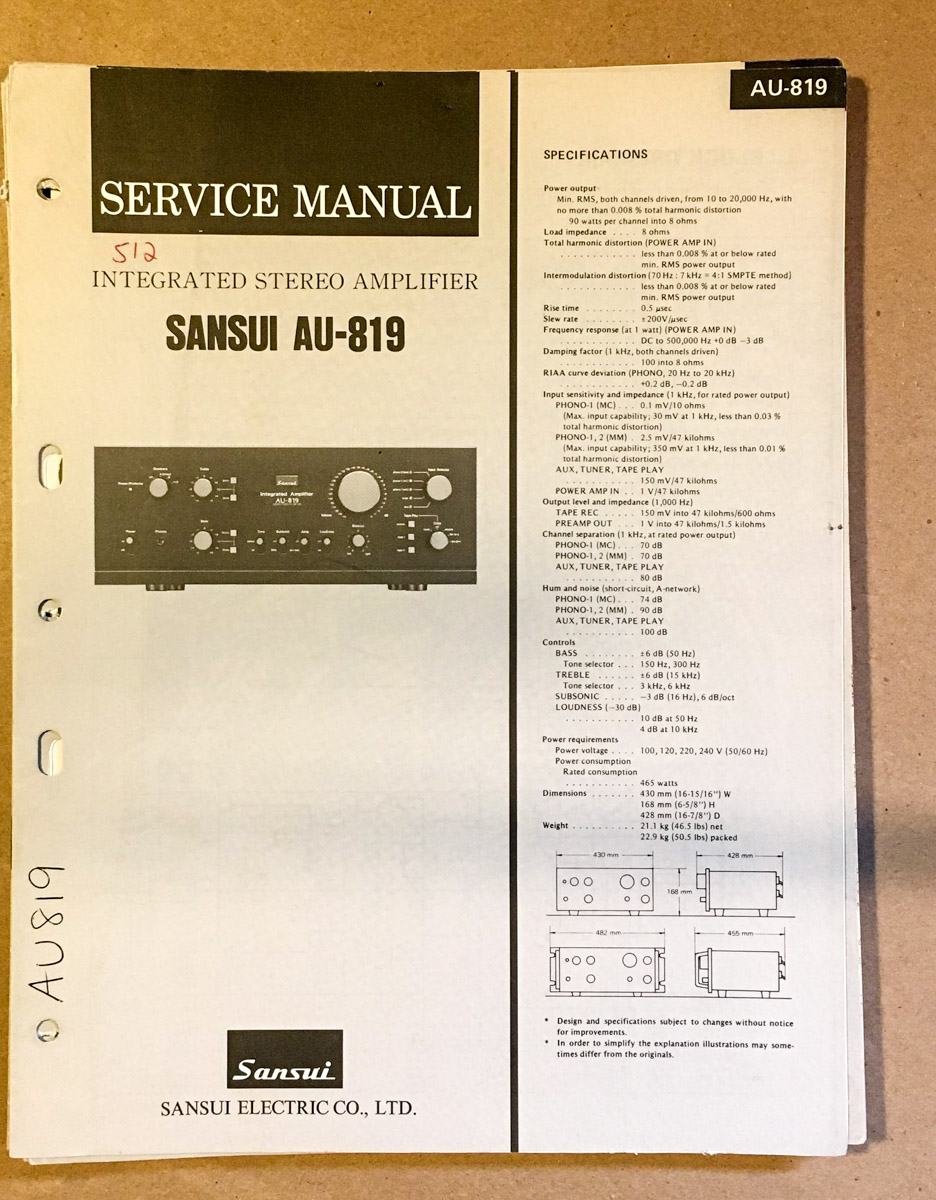 SERVICE MANUAL
512
INTEGRATED STEREO AMPLIFIER
SANSUI AU-819
Sansui
Integrated Amplifier
AU-819
AU819
Sansui
SANSUI ELECTRIC CO., LTD.
AU-819
SPECIFICATIONS
Power output
Min. RMS, both channels driven, from 10 to 20,000 Hz, with
no more than 0.008 % total harmonic distortion
90 watts per channel into 8 ohms
Load impedance . . . . 8 ohms
Total harmonic distortion (POWER AMP IN)
. . . . . . . . . . . less than 0.008 % at or below rated
min. RMS power output
Intermodulation distortion (70 Hz : 7 kHz = 4:1 SMPTE method)
. . . . . . . . . . . less than 0.008 % at or below rated
min. RMS power output
Rise time . . . . . . . . 0.5 μsec
Slew rate . . . . . . . . ±200V/μsec
Frequency response (at 1 watt) (POWER AMP IN)
. . . . . . . . . . . DC to 500,000 Hz +0 dB −3 dB
Damping factor (1 kHz, both channels driven)
. . . . . . . . . . . 100 into 8 ohms
RIAA curve deviation (PHONO, 20 Hz to 20 kHz)
. . . . . . . . . . . +0.2 dB, −0.2 dB
Input sensitivity and impedance (1 kHz, for rated power output)
PHONO-1 (MC) . . . 0.1 mV/10 ohms
(Max. input capability; 30 mV at 1 kHz, less than 0.03 %
total harmonic distortion)
PHONO-1, 2 (MM) . 2.5 mV/47 kilohms
(Max. input capability; 350 mV at 1 kHz, less than 0.01 %
total harmonic distortion)
AUX, TUNER, TAPE PLAY
. . . . . . . . . . . 150 mV/47 kilohms
POWER AMP IN . . 1 V/47 kilohms
Output level and impedance (1,000 Hz)
TAPE REC . . . . . 150 mV into 47 kilohms/600 ohms
PREAMP OUT . . . 1 V into 47 kilohms/1.5 kilohms
Channel separation (1 kHz, at rated power output)
PHONO-1 (MC) . . . 70 dB
PHONO-1, 2 (MM) . 70 dB
AUX, TUNER, TAPE PLAY
. . . . . . . . . . . 80 dB
Hum and noise (short-circuit, A-network)
PHONO-1 (MC) . . . 74 dB
PHONO-1, 2 (MM) . 90 dB
AUX, TUNER, TAPE PLAY
. . . . . . . . . . . 100 dB
Controls
BASS . . . . . . . . ±6 dB (50 Hz)
Tone selector . . . 150 Hz, 300 Hz
TREBLE . . . . . . ±6 dB (15 kHz)
Tone selector . . . 3 kHz, 6 kHz
SUBSONIC . . . . . −3 dB (16 Hz), 6 dB/oct
LOUDNESS (−30 dB)
. . . . . . . . . . . 10 dB at 50 Hz
4 dB at 10 kHz
Power requirements
Power voltage . . . . 100, 120, 220, 240 V (50/60 Hz)
Power consumption
Rated consumption
. . . . . . . . . . . 465 watts
Dimensions . . . . . . . 430 mm (16-15/16") W
168 mm (6-5/8") H
428 mm (16-7/8") D
Weight . . . . . . . . . . 21.1 kg (46.5 lbs) net
22.9 kg (50.5 lbs) packed
430 mm
428 mm
168 mm
482 mm
455 mm
* Design and specifications subject to changes without notice
for improvements.
* In order to simplify the explanation illustrations may some-
times differ from the originals.